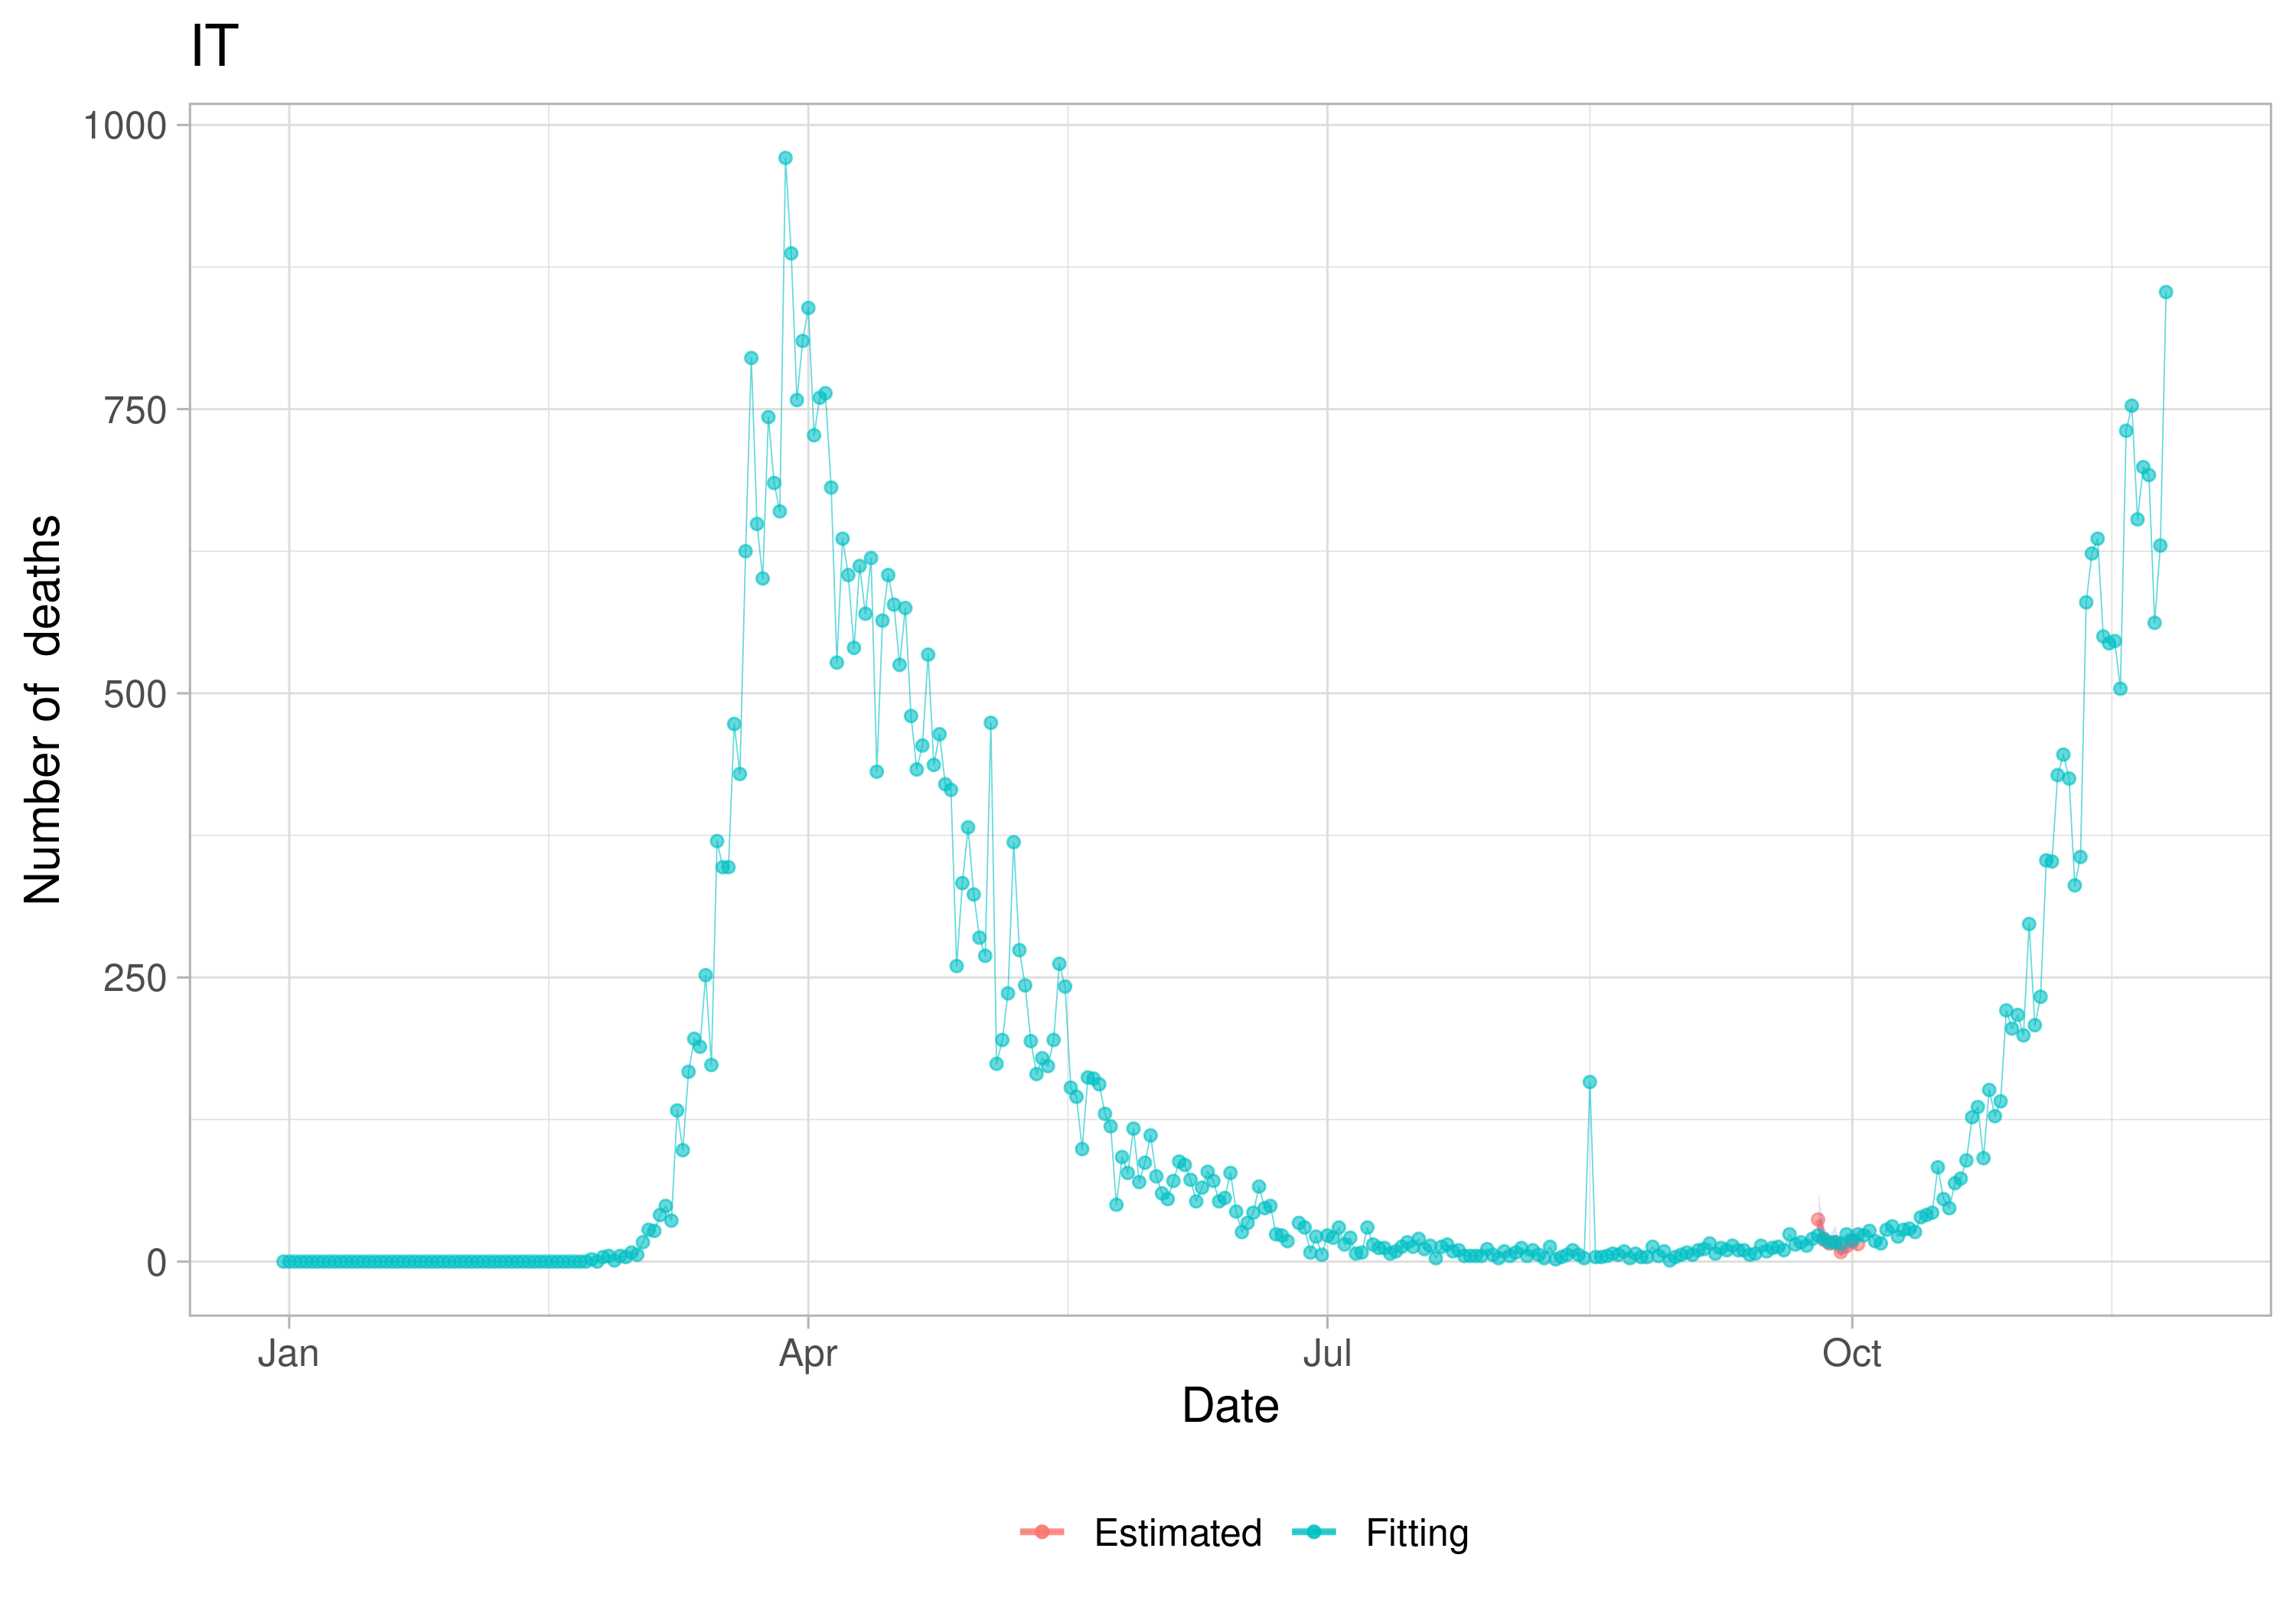 IT
1000
750
500
250
0
Number of deaths
Jan Apr Jul Oct
Date
Estimated Fitting